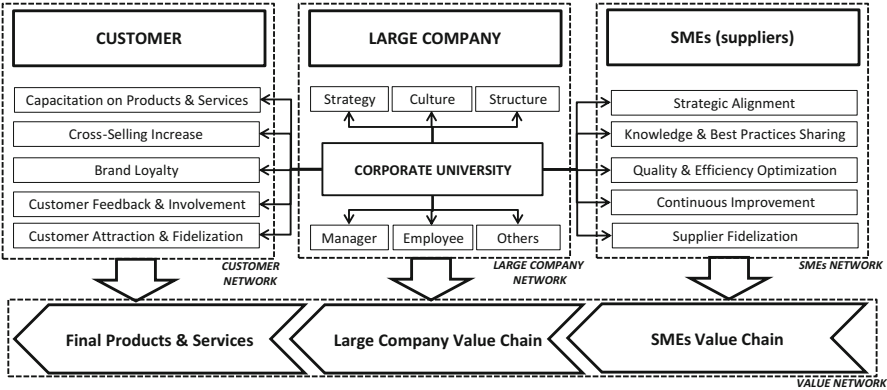 CUSTOMER
Capacitation on Products & Services
Cross-Selling Increase
Brand Loyalty
Customer Feedback & Involvement
Customer Attraction & Fidelization
CUSTOMER
NETWORK
LARGE COMPANY
Strategy
Culture
Structure
CORPORATE UNIVERSITY
Manager
Employee
Others
LARGE COMPANY
NETWORK
SMEs (suppliers)
Strategic Alignment
Knowledge & Best Practices Sharing
Quality & Efficiency Optimization
Continuous Improvement
Supplier Fidelization
SMEs NETWORK
Final Products & Services
Large Company Value Chain
SMEs Value Chain
VALUE NETWORK